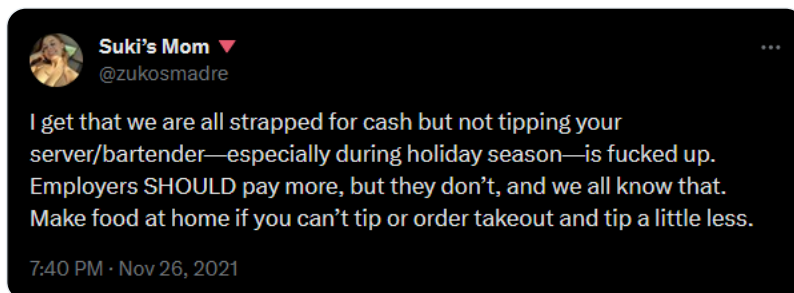 Suki’s Mom 🔻
@zukosmadre
I get that we are all strapped for cash but not tipping your
server/bartender—especially during holiday season—is fucked up.
Employers SHOULD pay more, but they don’t, and we all know that.
Make food at home if you can’t tip or order takeout and tip a little less.
7:40 PM · Nov 26, 2021